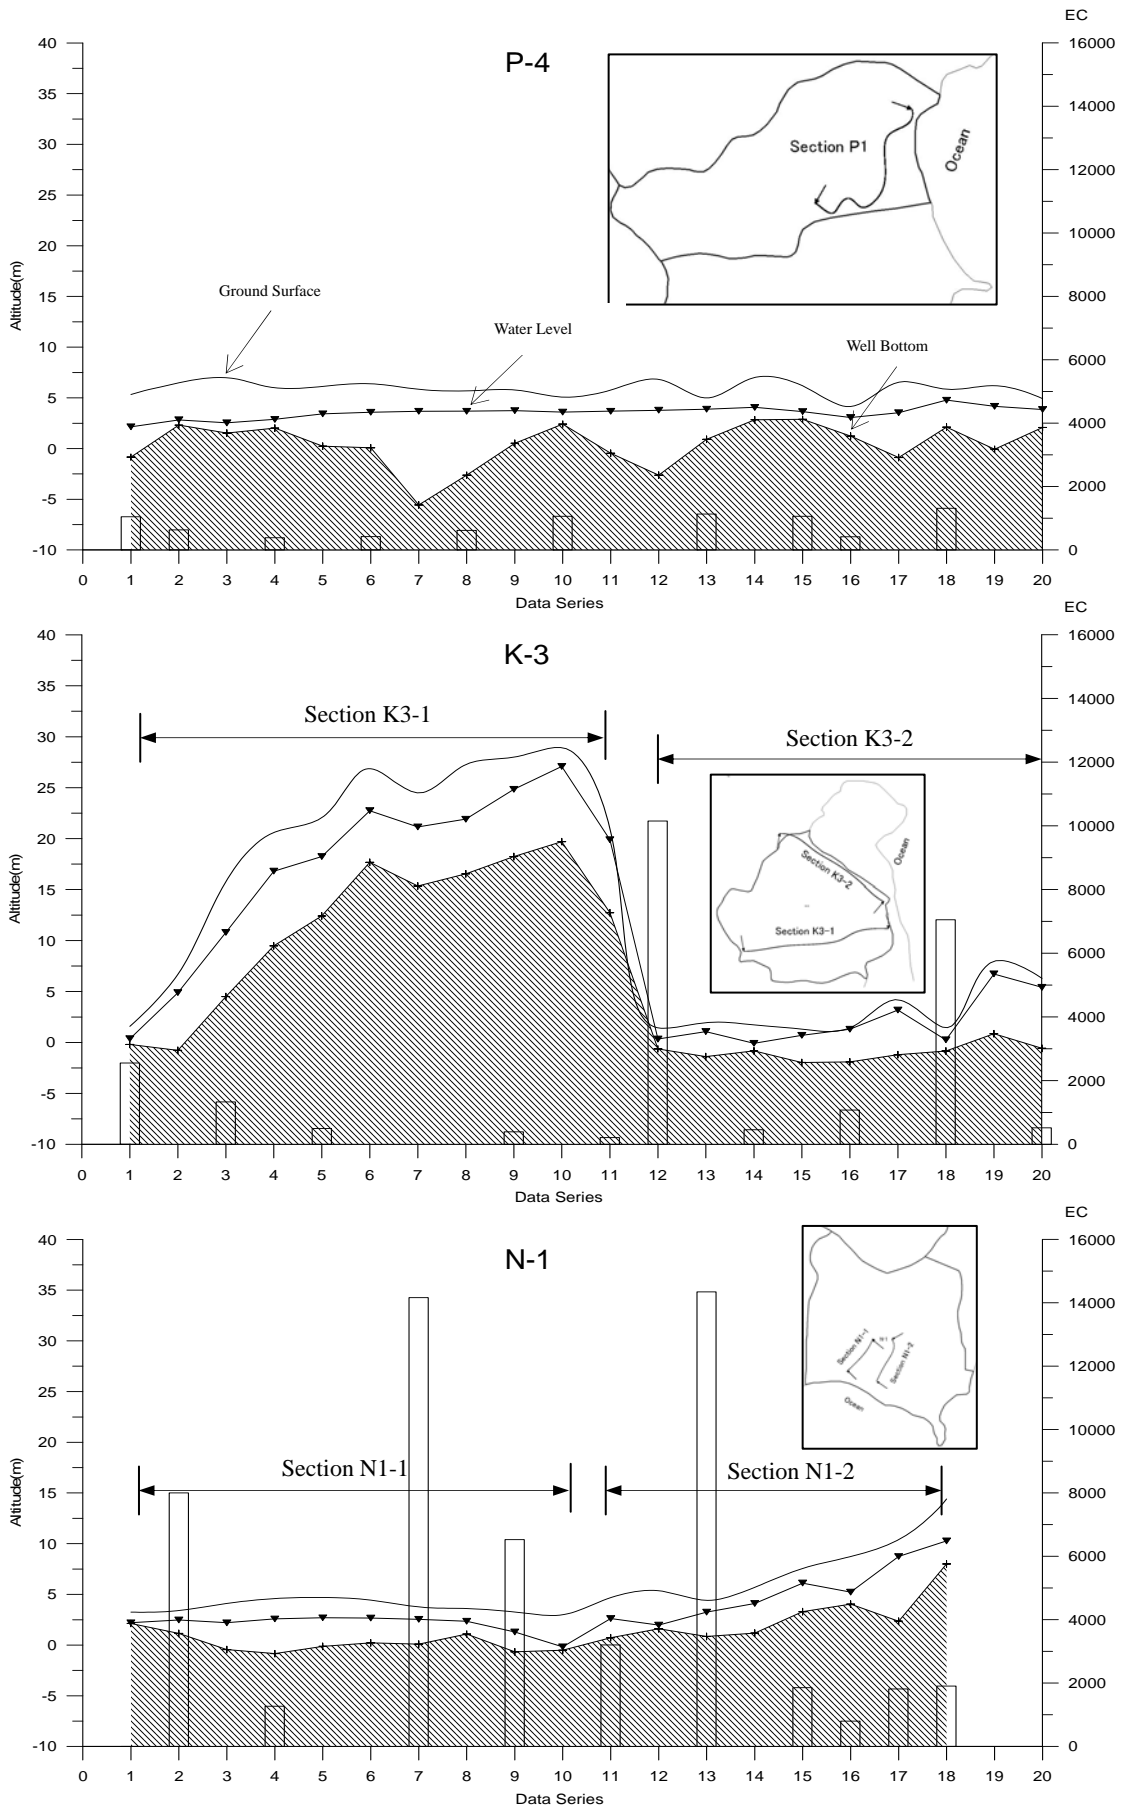 EC
P-4
40
35
30
25
20
15
10
5
0
-5
-10
Altitude(m)
16000
14000
12000
10000
8000
6000
4000
2000
0
Section P1
Ocean
Ground Surface
Water Level
Well Bottom
0 1 2 3 4 5 6 7 8 9 10 11 12 13 14 15 16 17 18 19 20
Data Series
EC
K-3
40
35
30
25
20
15
10
5
0
-5
-10
Altitude(m)
16000
14000
12000
10000
8000
6000
4000
2000
0
Section K3-1
Section K3-2
Ocean
Section K3-2
Section K3-1
0 1 2 3 4 5 6 7 8 9 10 11 12 13 14 15 16 17 18 19 20
Data Series
EC
N-1
40
35
30
25
20
15
10
5
0
-5
-10
Altitude(m)
16000
14000
12000
10000
8000
6000
4000
2000
0
Section N1-1
N1
Section N1-2
Ocean
Section N1-1
Section N1-2
0 1 2 3 4 5 6 7 8 9 10 11 12 13 14 15 16 17 18 19 20
Data Series